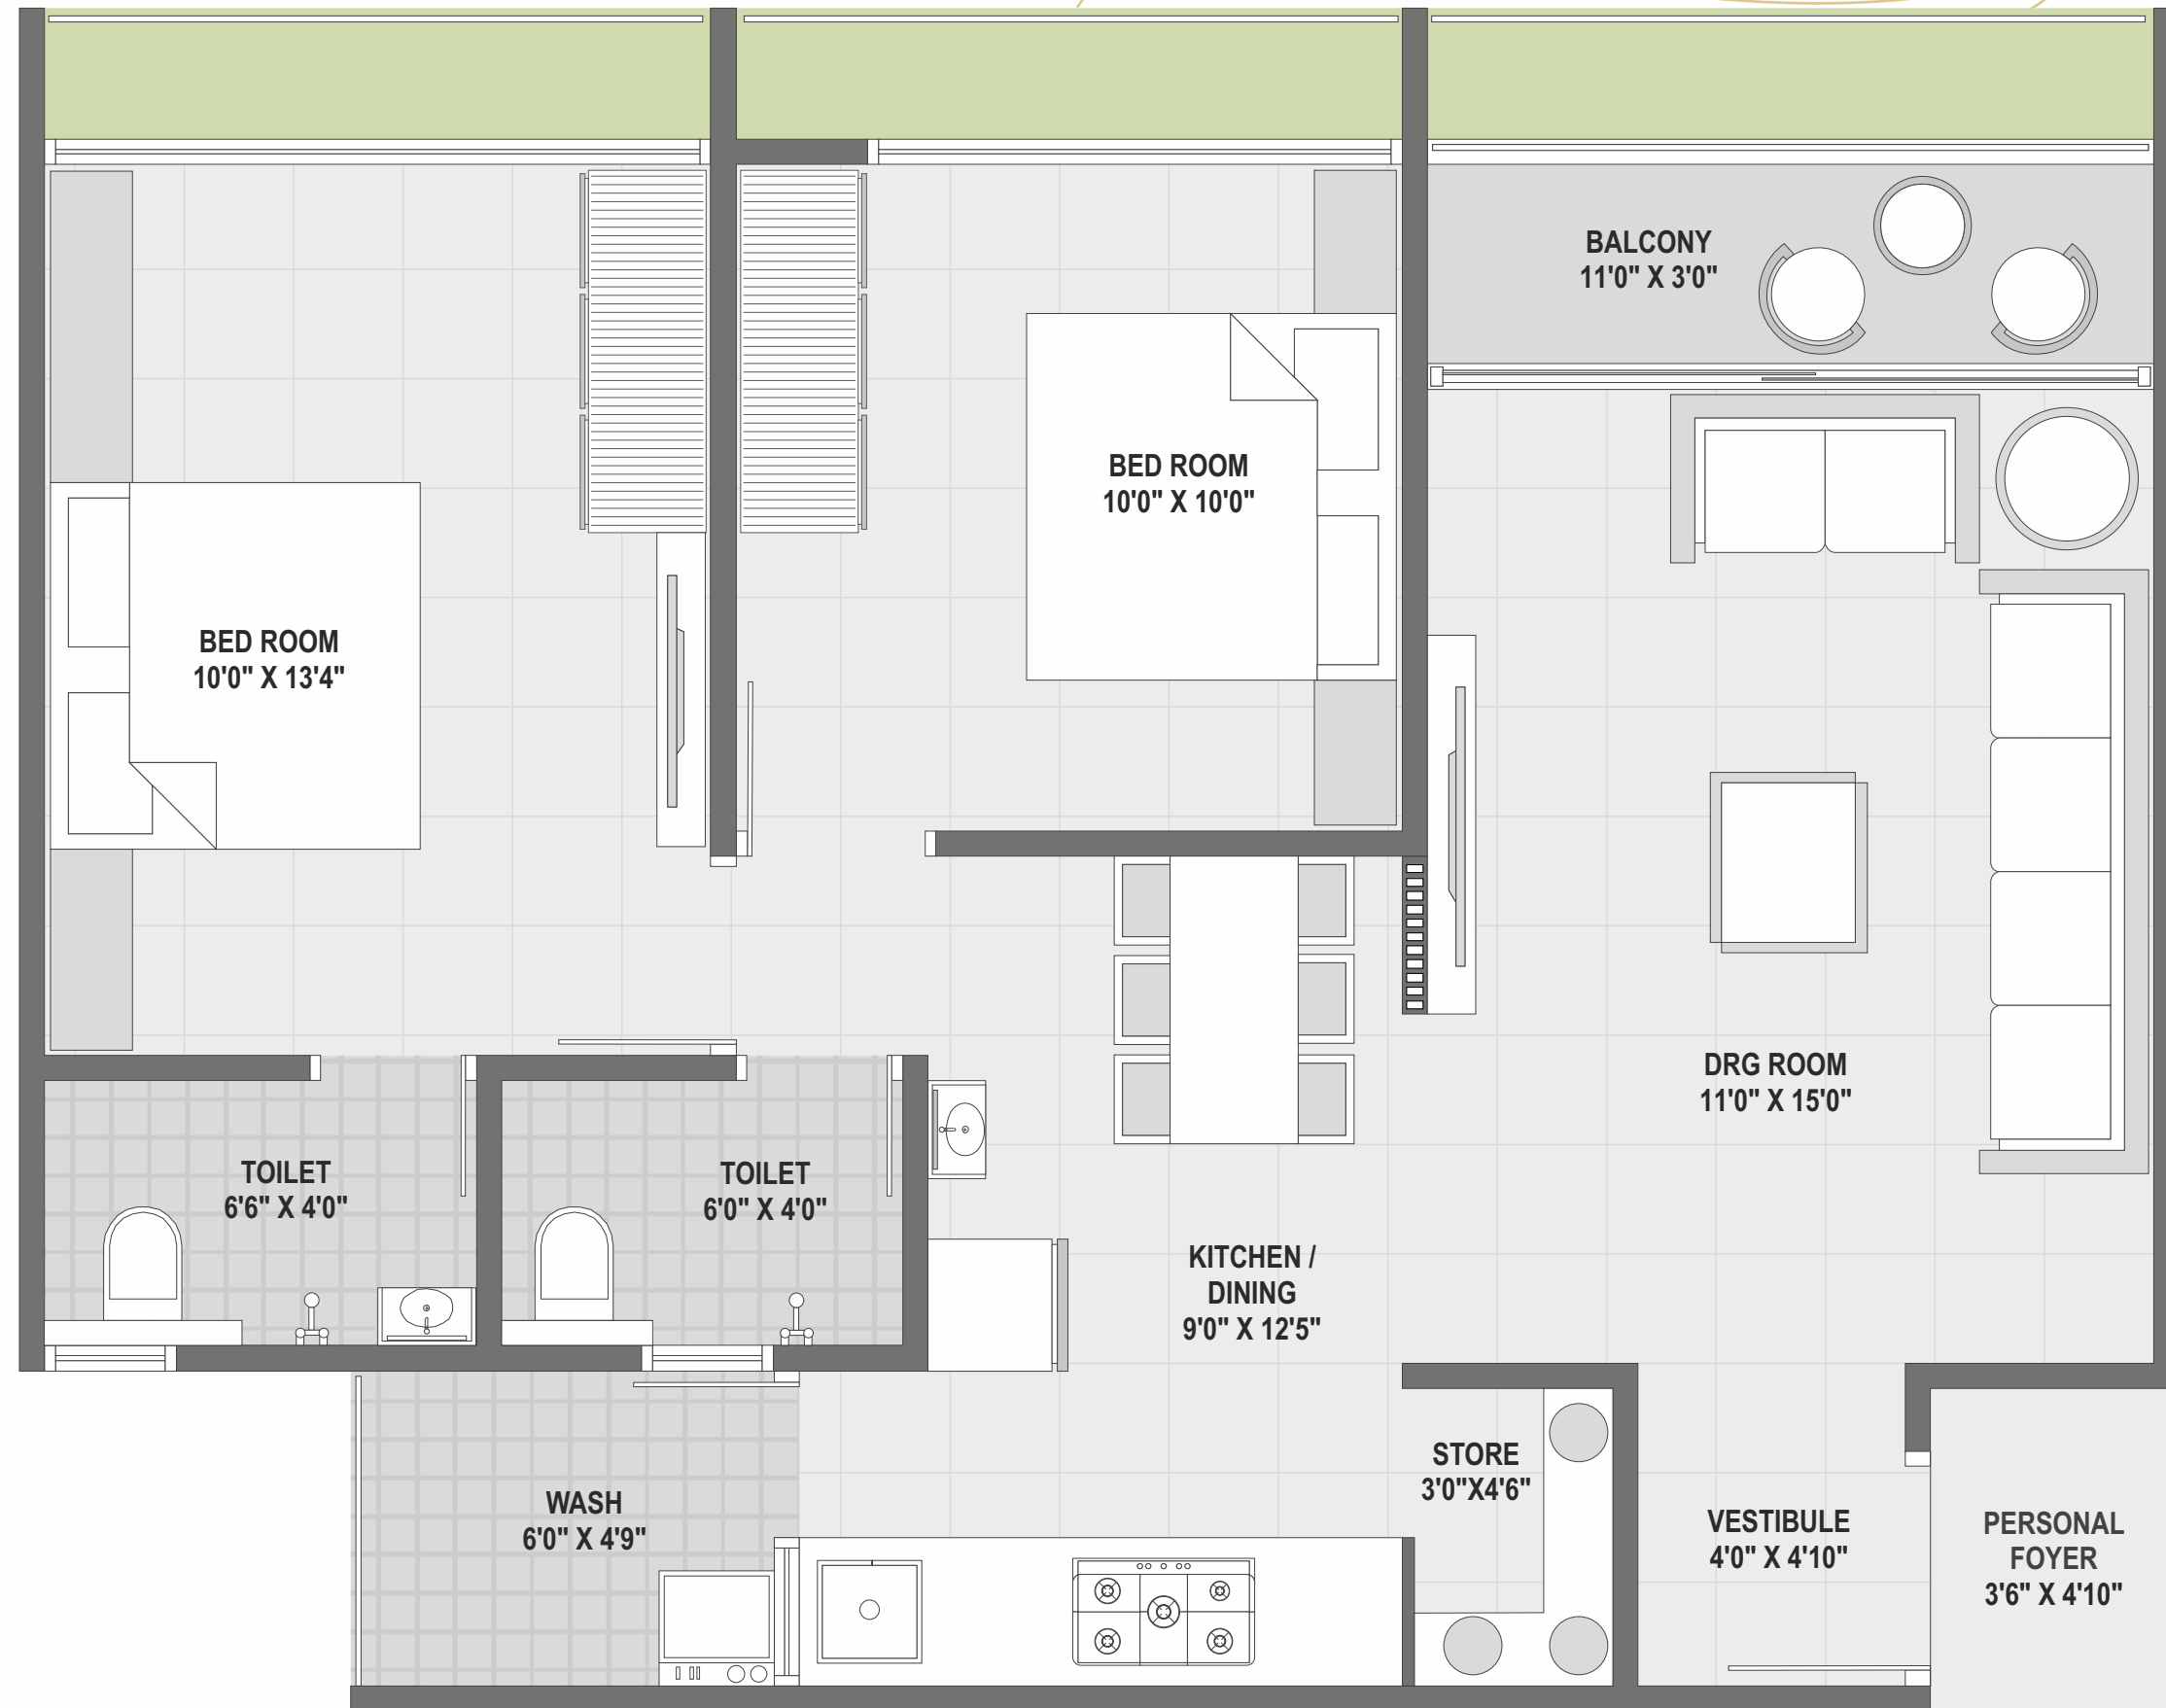 BALCONY
11'0" X 3'0"
BED ROOM
10'0" X 10'0"
BED ROOM
10'0" X 13'4"
DRG ROOM
11'0" X 15'0"
TOILET
6'6" X 4'0"
TOILET
6'0" X 4'0"
KITCHEN /
DINING
9'0" X 12'5"
STORE
3'0"X4'6"
WASH
6'0" X 4'9"
VESTIBULE
4'0" X 4'10"
PERSONAL
FOYER
3'6" X 4'10"